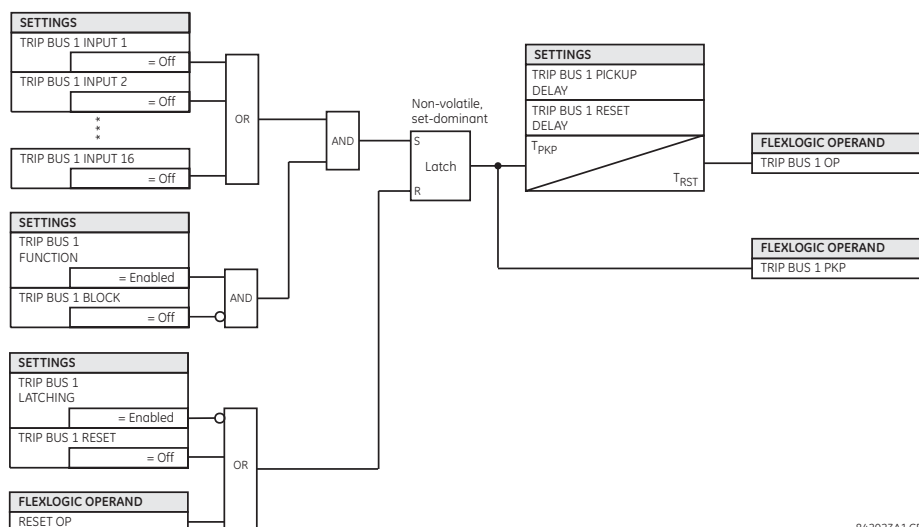 SETTINGS
TRIP BUS 1 INPUT 1
= Off
TRIP BUS 1 INPUT 2
= Off
***
TRIP BUS 1 INPUT 16
= Off
OR
SETTINGS
TRIP BUS 1
FUNCTION
= Enabled
TRIP BUS 1 BLOCK
= Off
AND
AND
SETTINGS
TRIP BUS 1
LATCHING
= Enabled
TRIP BUS 1 RESET
= Off
OR
FLEXLOGIC OPERAND
RESET OP
Non-volatile,
set-dominant
S
Latch
R
SETTINGS
TRIP BUS 1 PICKUP
DELAY
TRIP BUS 1 RESET
DELAY
TPKP
TRST
FLEXLOGIC OPERAND
TRIP BUS 1 OP
FLEXLOGIC OPERAND
TRIP BUS 1 PKP